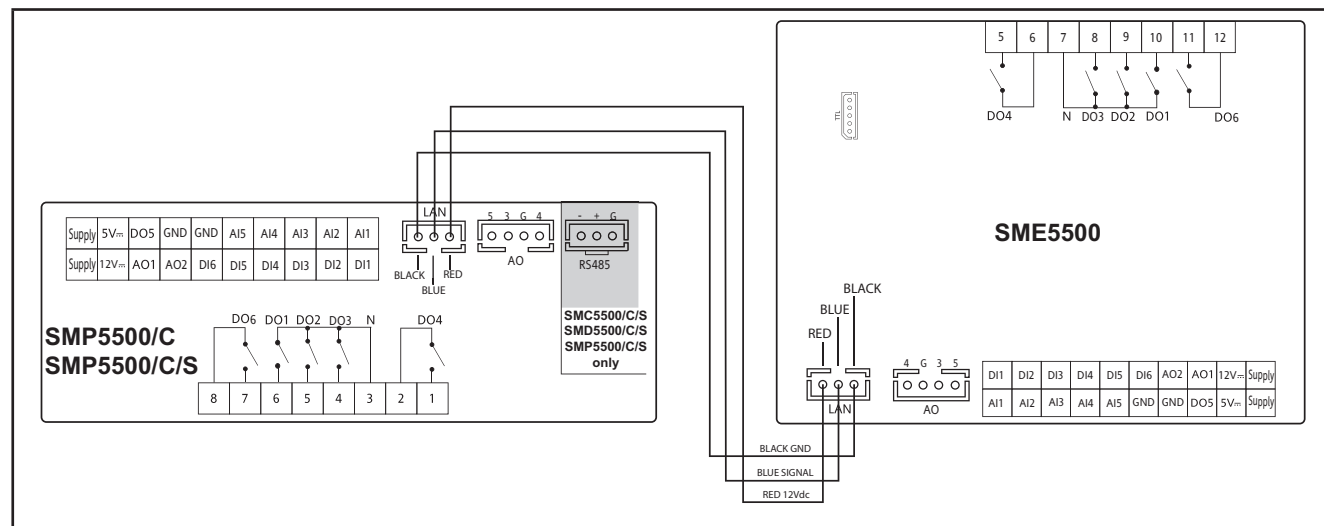 5 6 7 8 9 10 11 12
DO4 N DO3 DO2 DO1 DO6
TTL
SME5500
LAN
5 3 G 4
- + G
AO
RS485
BLACK RED
BLUE
Supply 5V⎓ DO5 GND GND AI5 AI4 AI3 AI2 AI1
Supply 12V⎓ AO1 AO2 DI6 DI5 DI4 DI3 DI2 DI1
SMC5500/C/S
SMD5500/C/S
SMP5500/C/S
only
SMP5500/C
SMP5500/C/S
DO6 DO1 DO2 DO3 N DO4
8 7 6 5 4 3 2 1
BLACK
BLUE
RED
4 G 3 5
LAN
AO
DI1 DI2 DI3 DI4 DI5 DI6 AO2 AO1 12V⎓ Supply
AI1 AI2 AI3 AI4 AI5 GND GND DO5 5V⎓ Supply
BLACK GND
BLUE SIGNAL
RED 12Vdc